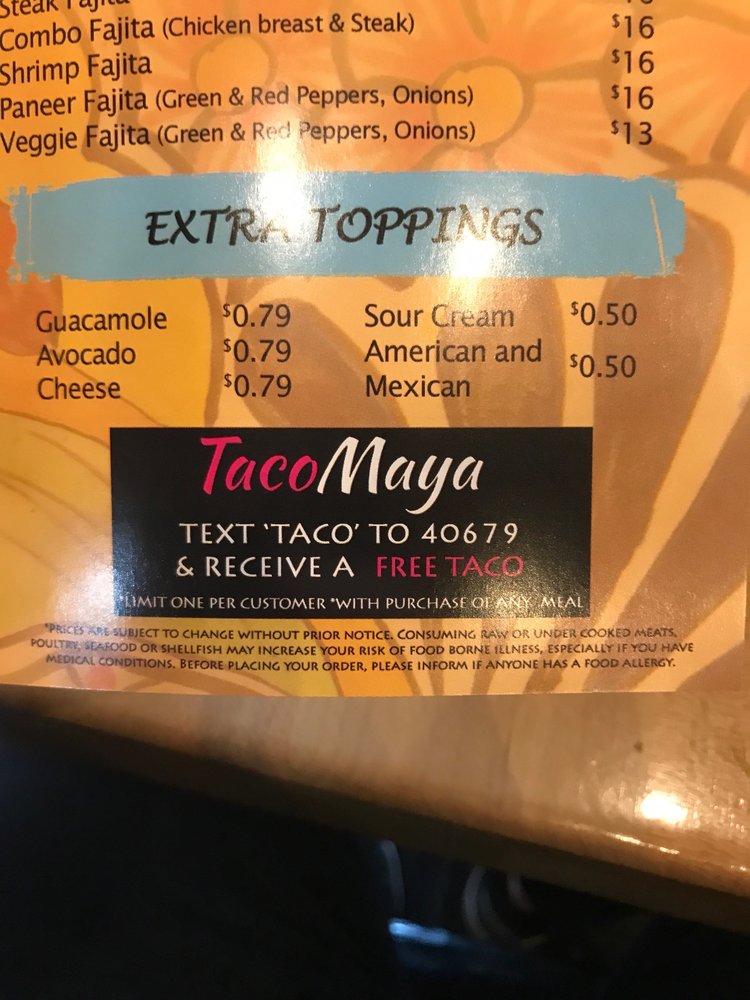 Steak Fajita
Combo Fajita (Chicken breast & Steak) $16
Shrimp Fajita $16
Paneer Fajita (Green & Red Peppers, Onions) $16
Veggie Fajita (Green & Red Peppers, Onions) $13
EXTRA TOPPINGS
Guacamole $0.79
Avocado $0.79
Cheese $0.79
Sour Cream $0.50
American and
Mexican $0.50
TacoMaya
TEXT ‘TACO’ TO 40679
& RECEIVE A FREE TACO
*LIMIT ONE PER CUSTOMER *WITH PURCHASE OF ANY MEAL
*PRICES ARE SUBJECT TO CHANGE WITHOUT PRIOR NOTICE. CONSUMING RAW OR UNDER COOKED MEATS,
POULTRY, SEAFOOD OR SHELLFISH MAY INCREASE YOUR RISK OF FOOD BORNE ILLNESS, ESPECIALLY IF YOU HAVE
MEDICAL CONDITIONS. BEFORE PLACING YOUR ORDER, PLEASE INFORM IF ANYONE HAS A FOOD ALLERGY.